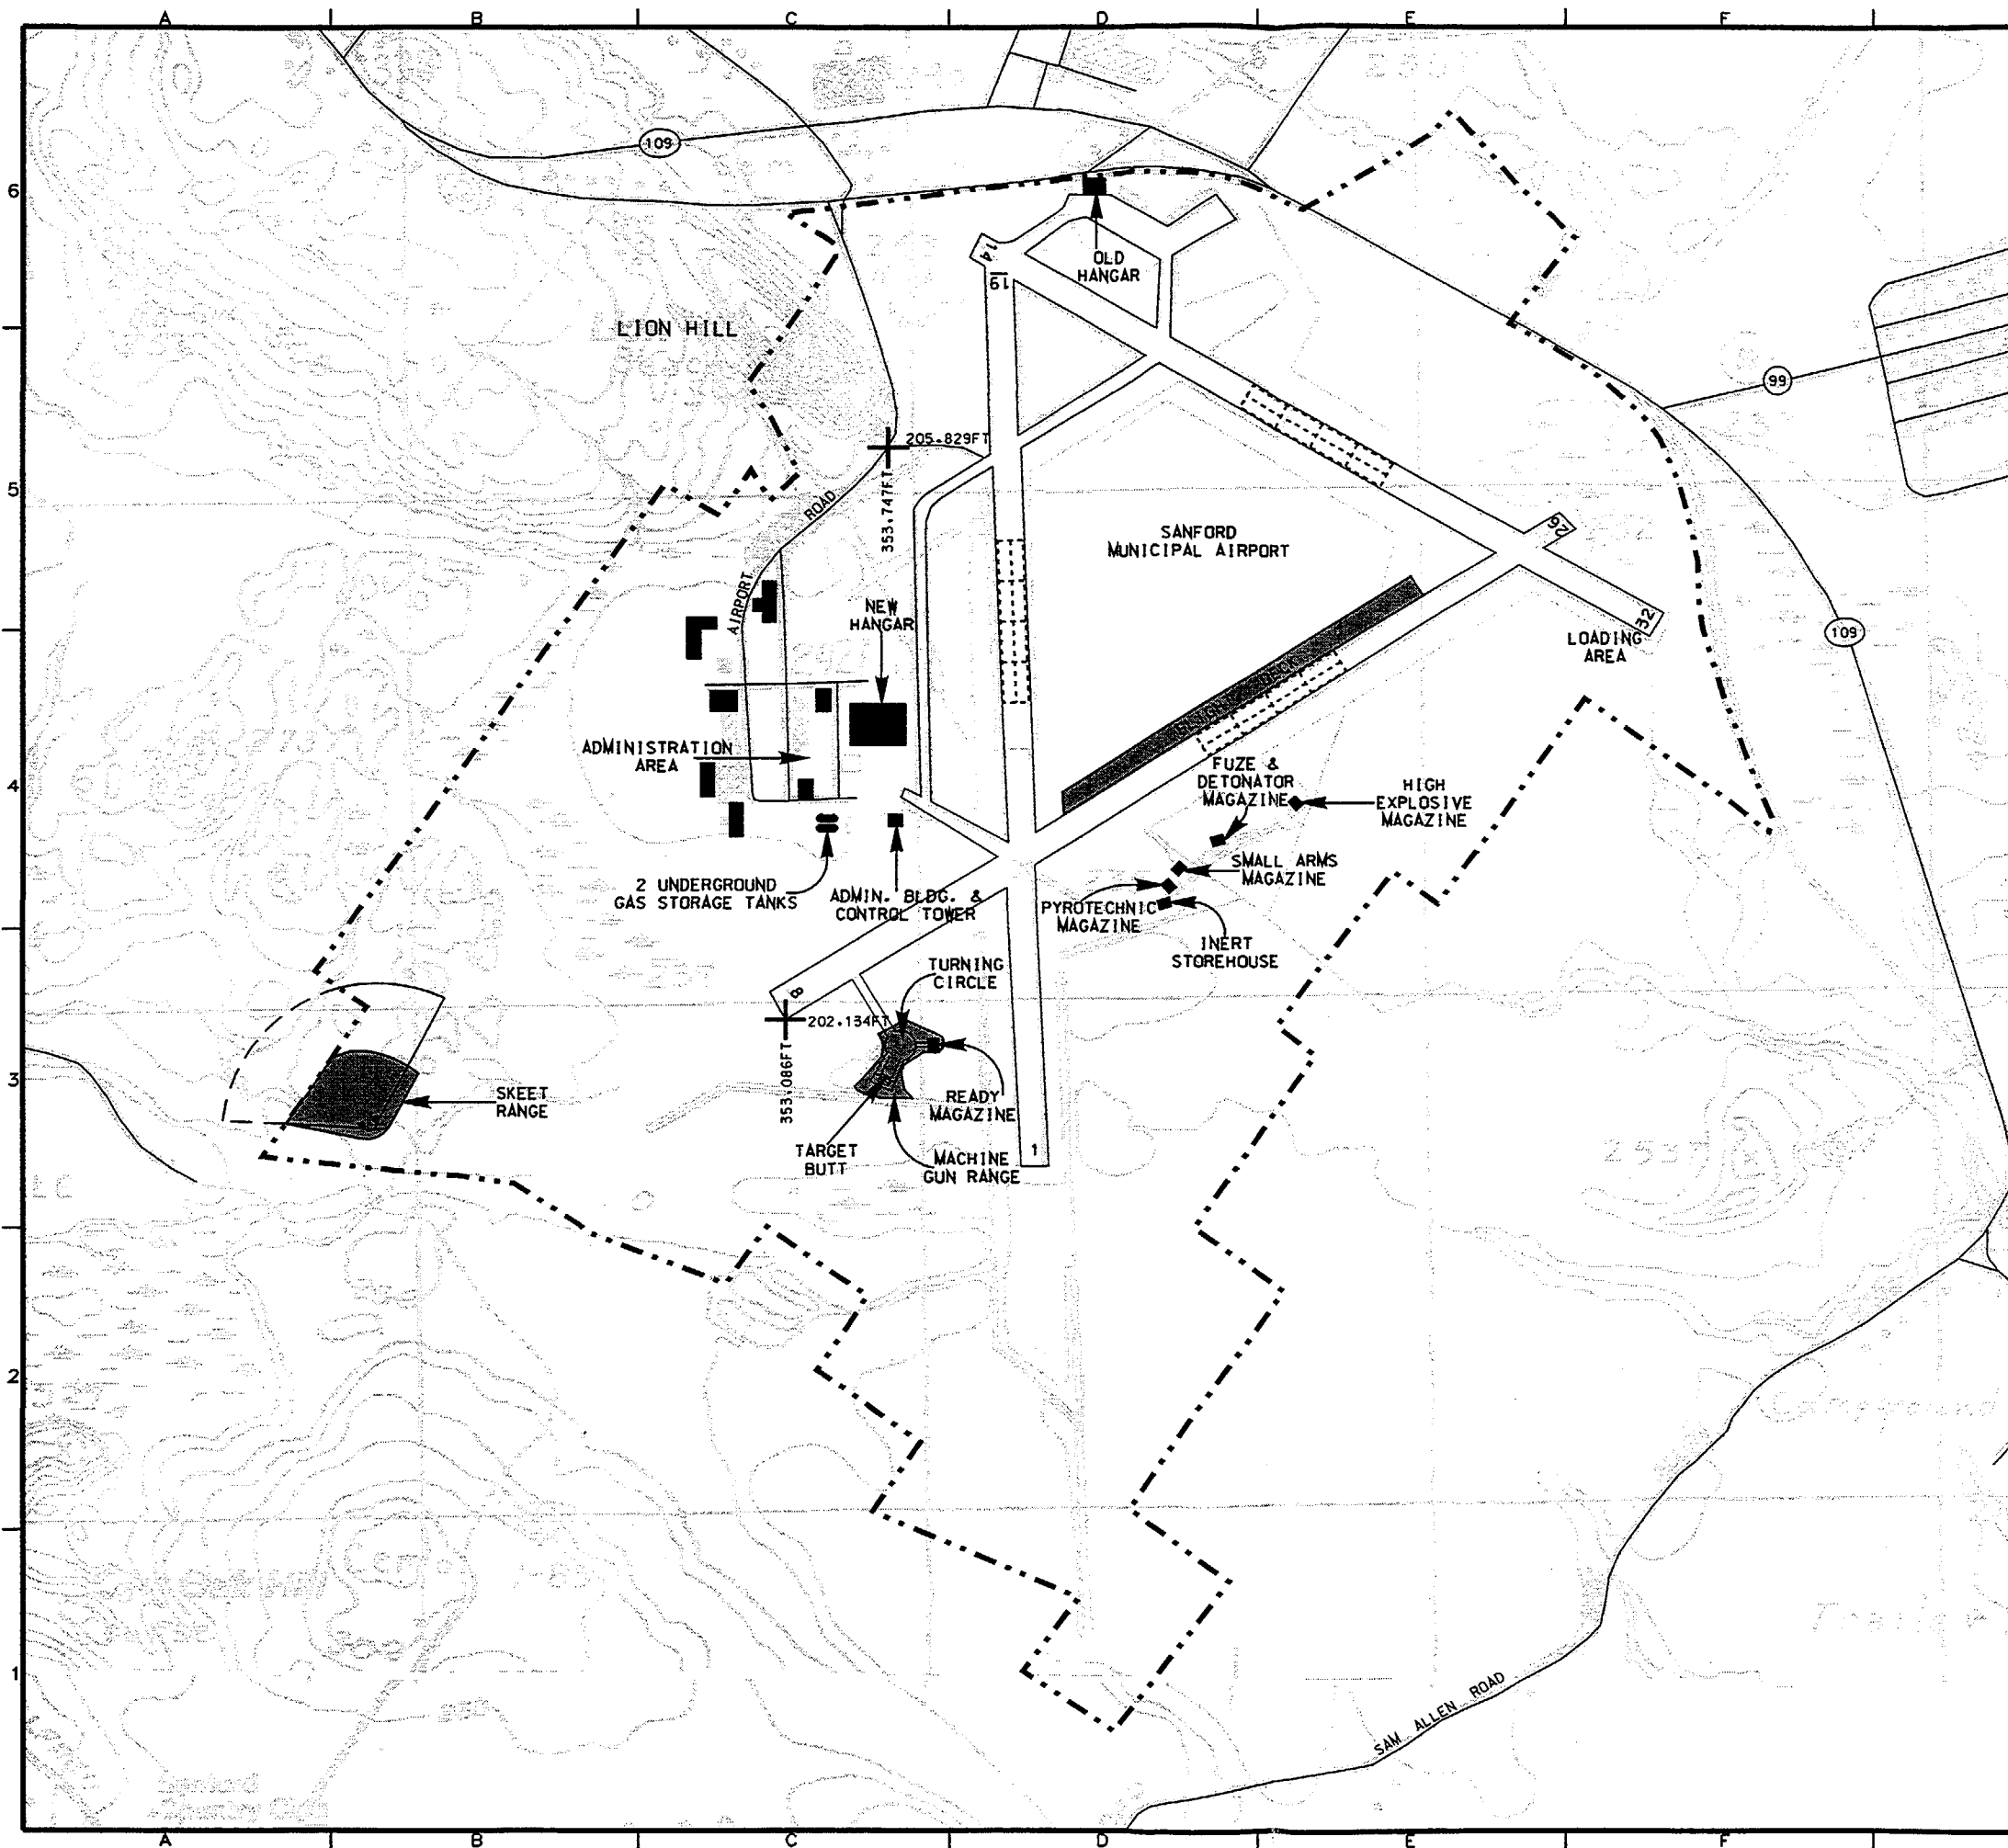 A B C D E F
109
6
OLD
HANGAR
14
19
LION HILL
99
205.829FT
353.747FT
5
ROAD
AIRPORT
SANFORD
MUNICIPAL AIRPORT
26
32
LOADING
AREA
109
NEW
HANGAR
ADMINISTRATION
AREA
4
FUZE &
DETONATOR
MAGAZINE
HIGH
EXPLOSIVE
MAGAZINE
SMALL ARMS
MAGAZINE
2 UNDERGROUND
GAS STORAGE TANKS
ADMIN. BLDG. &
CONTROL TOWER
PYROTECHNIC
MAGAZINE
INERT
STOREHOUSE
TURNING
CIRCLE
8
202.134FT
353.086FT
3
SKEET
RANGE
READY
MAGAZINE
TARGET
BUTT
MACHINE
GUN RANGE
1
253
2
Campground
1
SAM ALLEN ROAD
A B C D E F